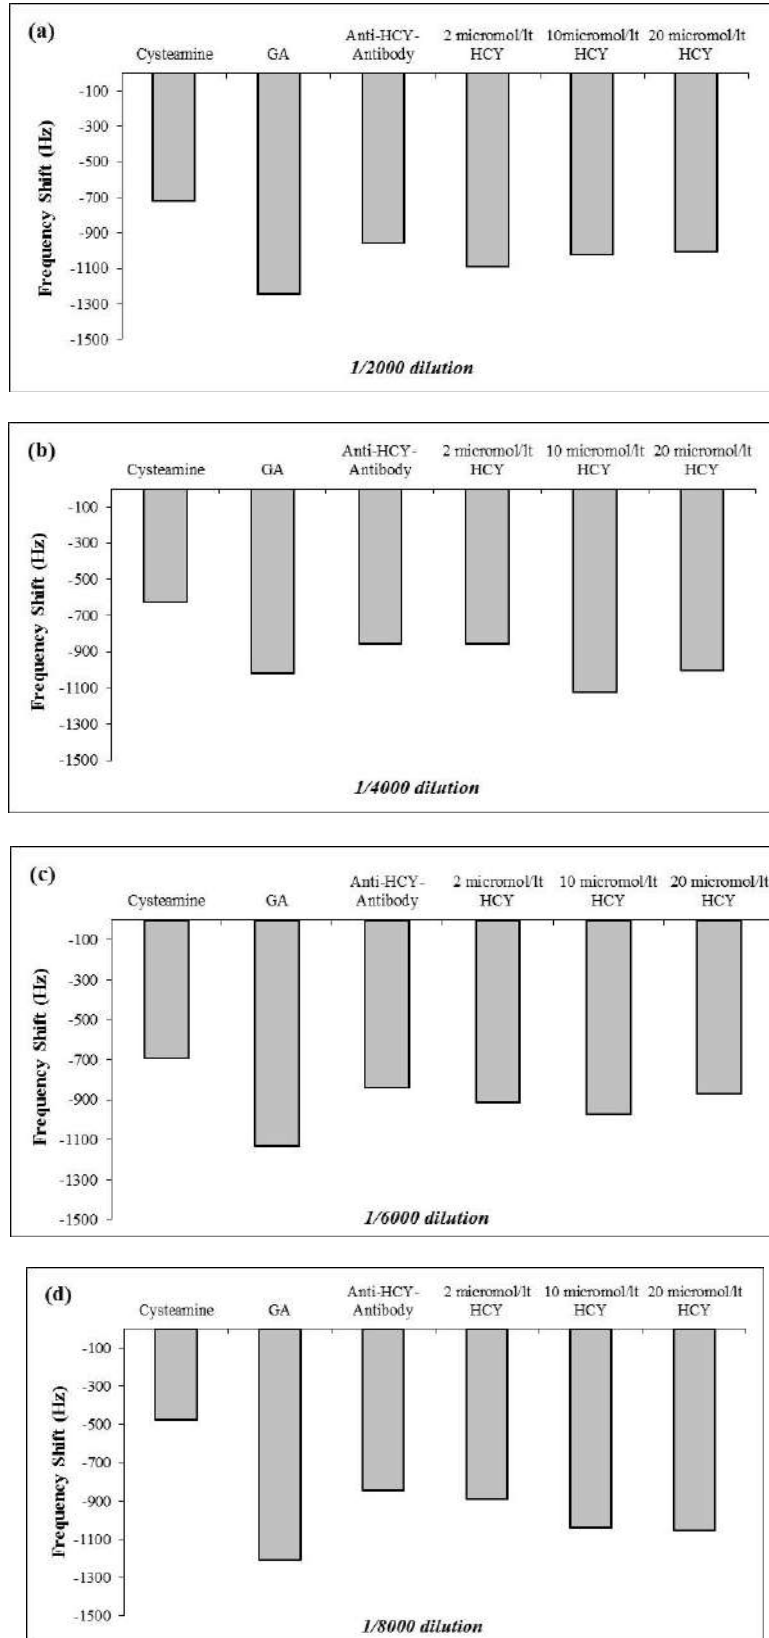 (a)
Anti-HCY- 2 micromol/lt 10micromol/lt 20 micromol/lt
Cysteamine GA Antibody HCY HCY HCY
-100
-300
-500
-700
-900
-1100
-1300
-1500
Frequency Shift (Hz)
1/2000 dilution
(b)
Anti-HCY- 2 micromol/lt 10 micromol/lt 20 micromol/lt
Cysteamine GA Antibody HCY HCY HCY
-100
-300
-500
-700
-900
-1100
-1300
-1500
Frequency Shift (Hz)
1/4000 dilution
(c)
Anti-HCY- 2 micromol/lt 10 micromol/lt 20 micromol/lt
Cysteamine GA Antibody HCY HCY HCY
-100
-300
-500
-700
-900
-1100
-1300
-1500
Frequency Shift (Hz)
1/6000 dilution
(d)
Anti-HCY- 2 micromol/lt 10 micromol/lt 20 micromol/lt
Cysteamine GA Antibody HCY HCY HCY
-100
-300
-500
-700
-900
-1100
-1300
-1500
Frequency Shift (Hz)
1/8000 dilution